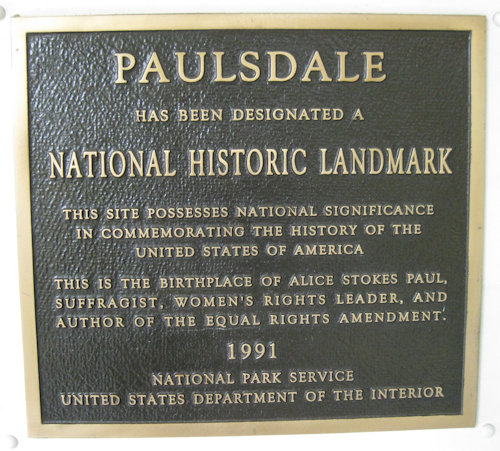 PAULSDALE
HAS BEEN DESIGNATED A
NATIONAL HISTORIC LANDMARK
THIS SITE POSSESSES NATIONAL SIGNIFICANCE
IN COMMEMORATING THE HISTORY OF THE
UNITED STATES OF AMERICA
THIS IS THE BIRTHPLACE OF ALICE STOKES PAUL,
SUFFRAGIST, WOMEN'S RIGHTS LEADER, AND
AUTHOR OF THE EQUAL RIGHTS AMENDMENT.
1991
NATIONAL PARK SERVICE
UNITED STATES DEPARTMENT OF THE INTERIOR